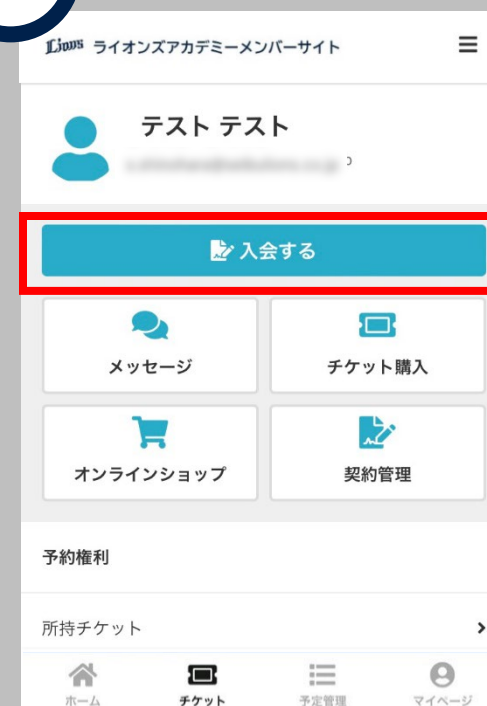 Lions ライオンズアカデミーメンバーサイト
テスト テスト
入会する
メッセージ
チケット購入
オンラインショップ
契約管理
予約権利
所持チケット
ホーム チケット 予定管理 マイページ